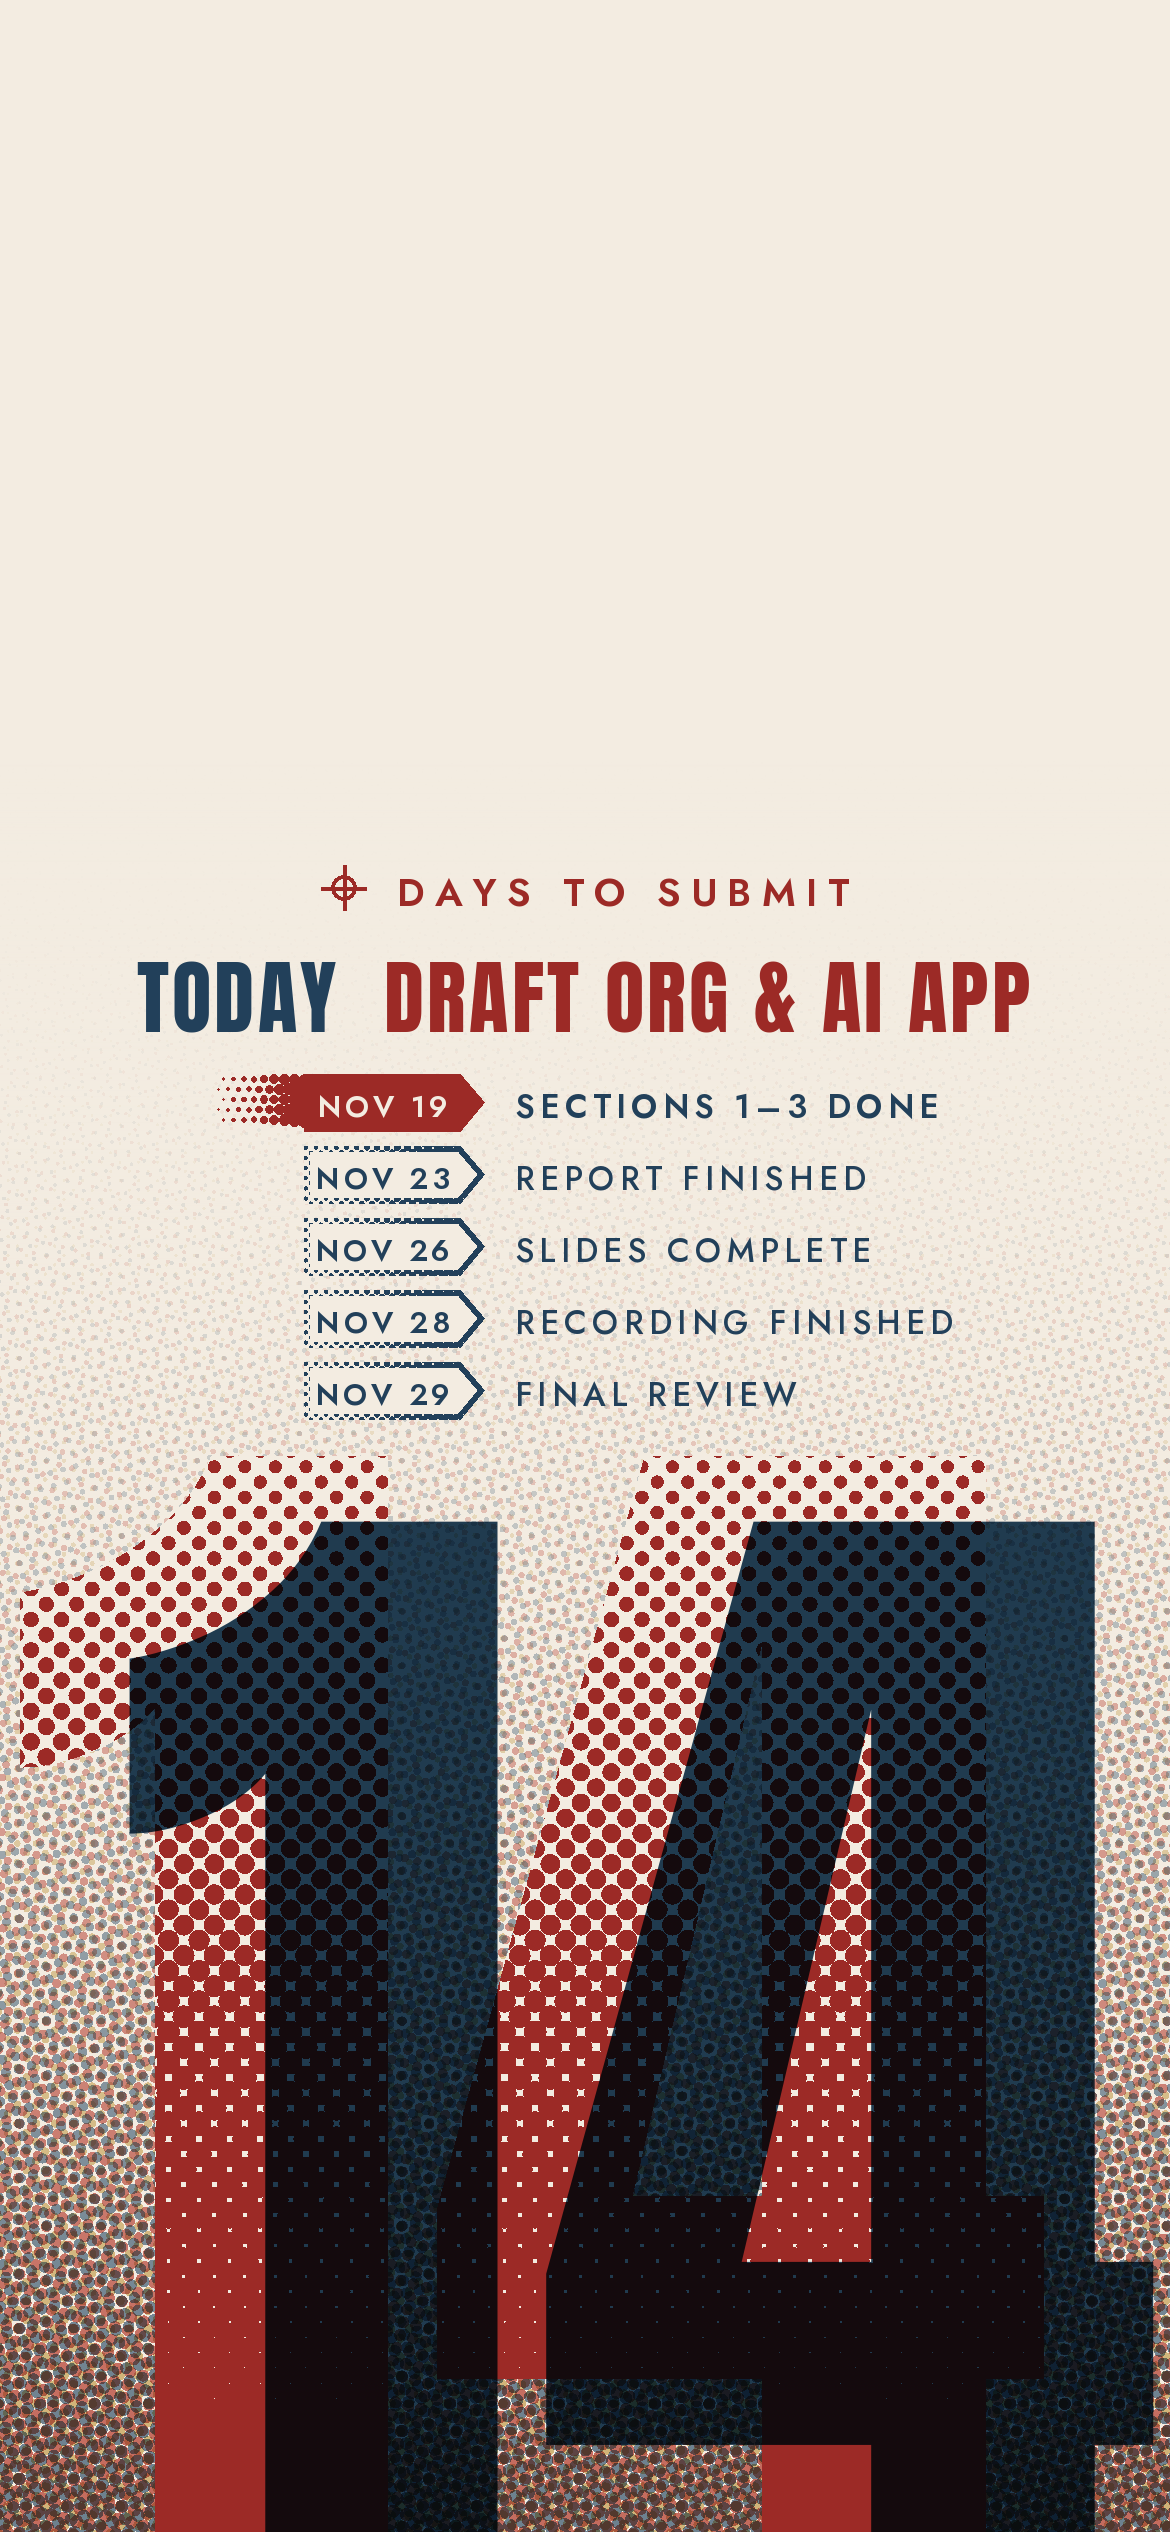 DAYS TO SUBMIT
TODAY DRAFT ORG & AI APP
NOV 19 SECTIONS 1–3 DONE
NOV 23 REPORT FINISHED
NOV 26 SLIDES COMPLETE
NOV 28 RECORDING FINISHED
NOV 29 FINAL REVIEW
14